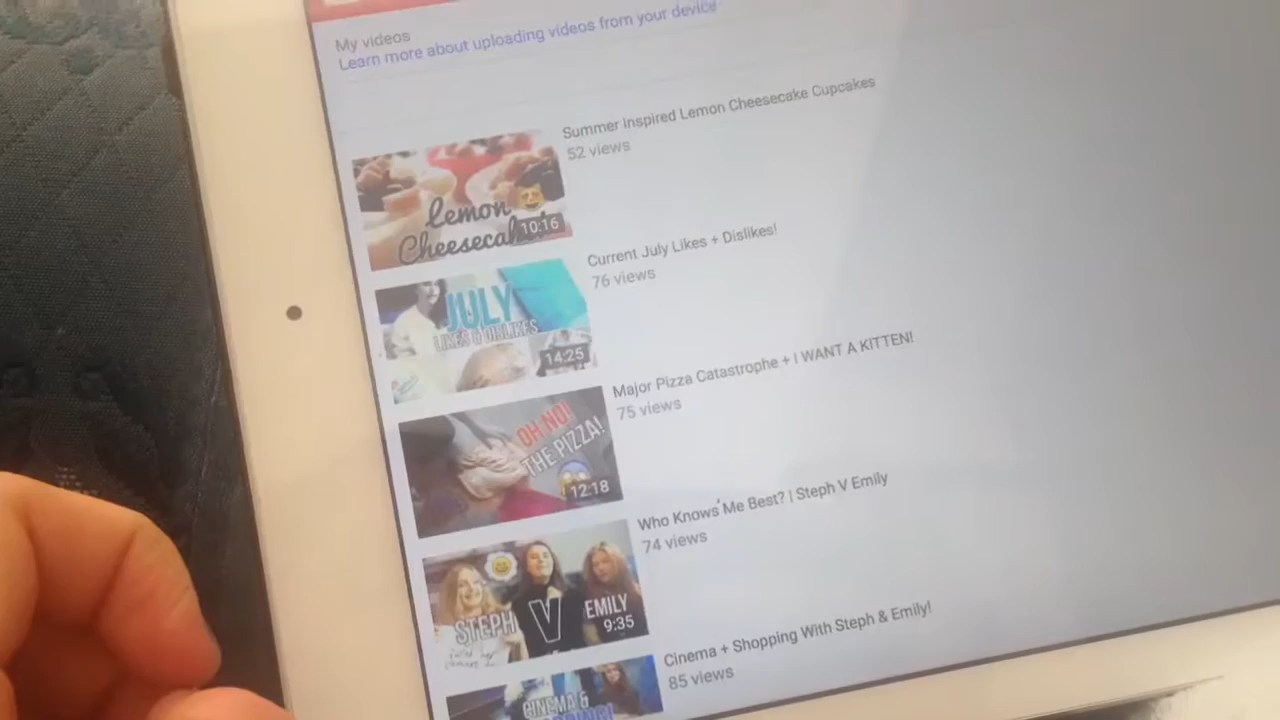 My videos
Learn more about uploading videos from your device
Summer Inspired Lemon Cheesecake Cupcakes
52 views
Lemon
10:16
Current July Likes + Dislikes!
76 views
JULY
LIKES & DISLIKES
14:25
Major Pizza Catastrophe + I WANT A KITTEN!
75 views
OH NO!
THE PIZZA!
12:18
Who Knows Me Best? | Steph V Emily
74 views
STEPH V EMILY
9:35
Cinema + Shopping With Steph & Emily!
85 views
CINEMA &